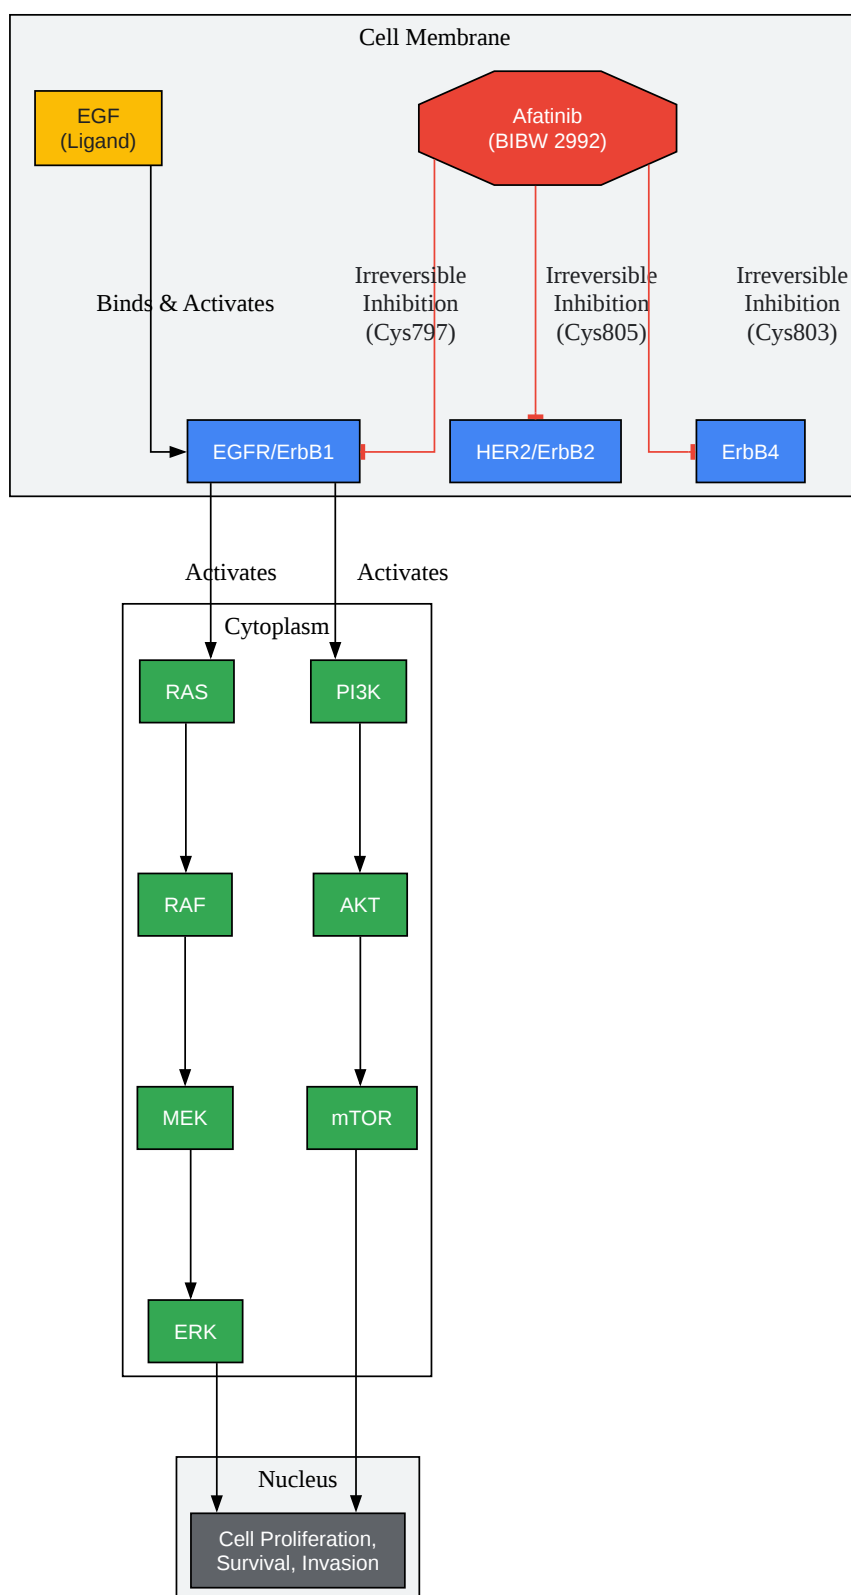 Cell Membrane
EGF
(Ligand)
Afatinib
(BIBW 2992)
Binds & Activates
Irreversible
Inhibition
(Cys797)
Irreversible
Inhibition
(Cys805)
Irreversible
Inhibition
(Cys803)
EGFR/ErbB1
HER2/ErbB2
ErbB4
Activates
Activates
Cytoplasm
RAS
PI3K
RAF
AKT
MEK
mTOR
ERK
Nucleus
Cell Proliferation,
Survival, Invasion